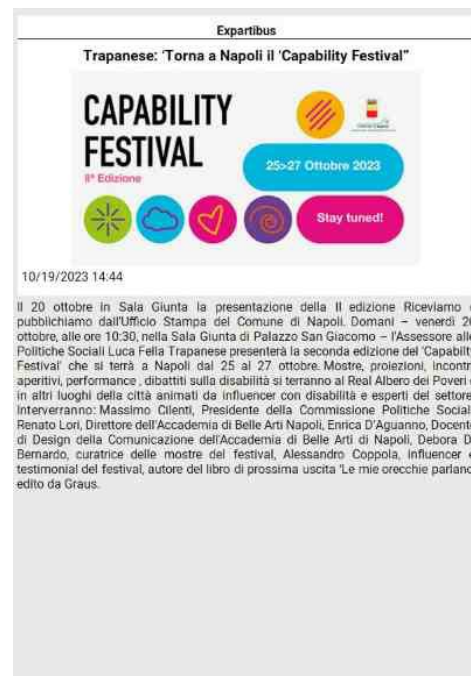 Expartibus
Trapanese: 'Torna a Napoli il 'Capability Festival"
CAPABILITY
FESTIVAL
IIª Edizione
25>27 Ottobre 2023
Stay tuned!
10/19/2023 14:44
Il 20 ottobre in Sala Giunta la presentazione della II edizione Riceviamo
pubblichiamo dall'Ufficio Stampa del Comune di Napoli. Domani – venerdì
ottobre, alle ore 10:30, nella Sala Giunta di Palazzo San Giacomo – l'Assessore
Politiche Sociali Luca Fella Trapanese presenterà la seconda edizione del 'Capability
Festival' che si terrà a Napoli dal 25 al 27 ottobre. Mostre, proiezioni, incontri
aperitivi, performance , dibattiti sulla disabilità si terranno al Real Albero dei Poveri
in altri luoghi della città animati da influencer con disabilità e esperti del settore
Interverranno: Massimo Cilenti, Presidente della Commissione Politiche Social
Renato Lori, Direttore dell'Accademia di Belle Arti Napoli, Enrica D'Aguanno, Docente
di Design della Comunicazione dell'Accademia di Belle Arti di Napoli, Debora D
Bernardo, curatrice delle mostre del festival, Alessandro Coppola, influencer
testimonial del festival, autore del libro di prossima uscita 'Le mie orecchie parlano
edito da Graus.